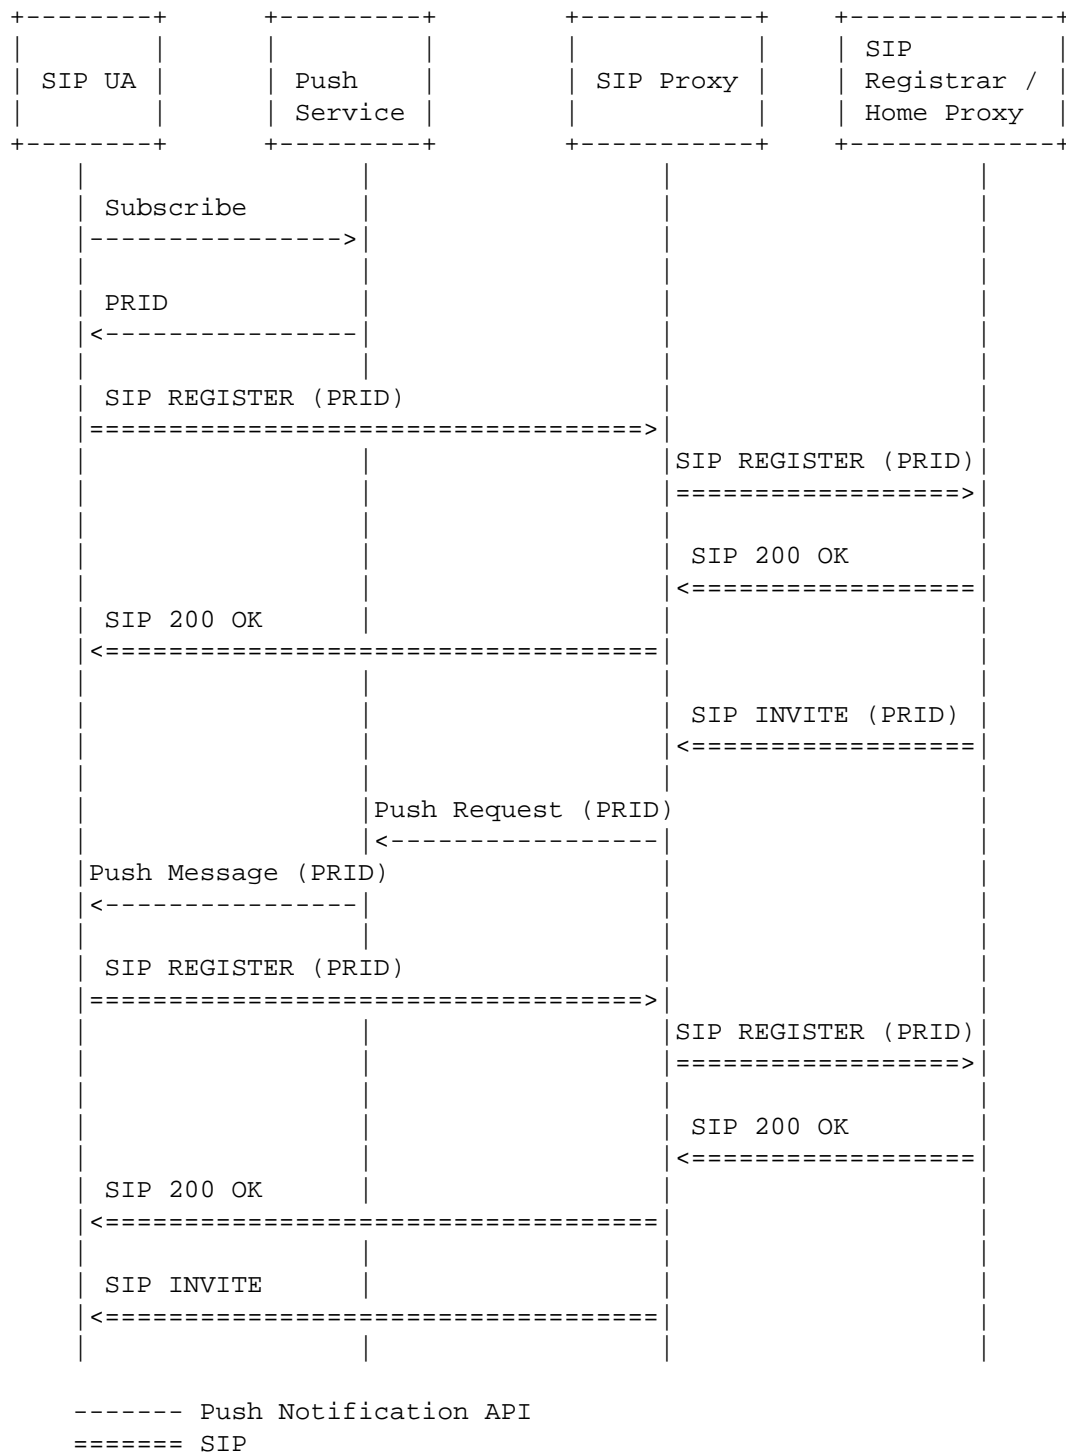 SIP
SIP UA Push SIP Proxy Registrar /
Service Home Proxy
Subscribe
PRID
SIP REGISTER (PRID)
SIP REGISTER (PRID)
SIP 200 OK
SIP 200 OK
SIP INVITE (PRID)
Push Request (PRID)
Push Message (PRID)
SIP REGISTER (PRID)
SIP REGISTER (PRID)
SIP 200 OK
SIP 200 OK
SIP INVITE
------- Push Notification API
======= SIP